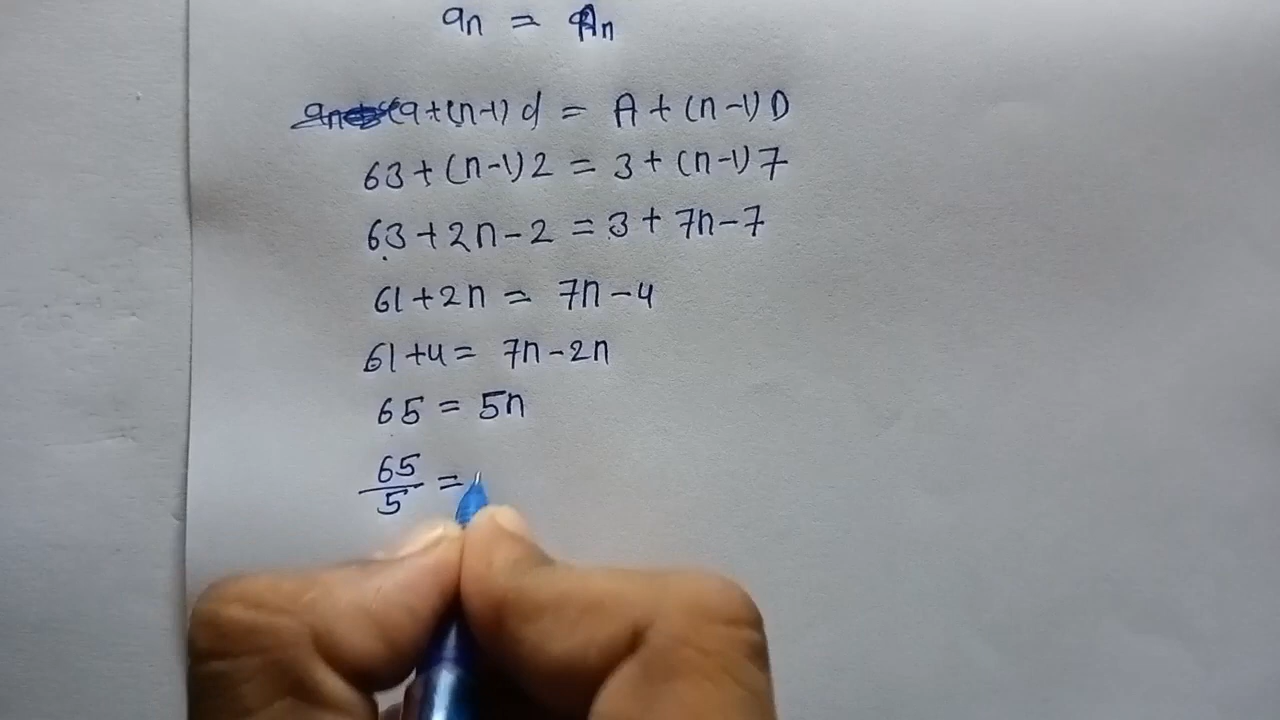 an = An
a+(n-1)d = A+(n-1)D
63+(n-1)2 = 3+(n-1)7
63+2n-2 = 3+7n-7
61+2n = 7n-4
61+4 = 7n-2n
65 = 5n
65/5 =